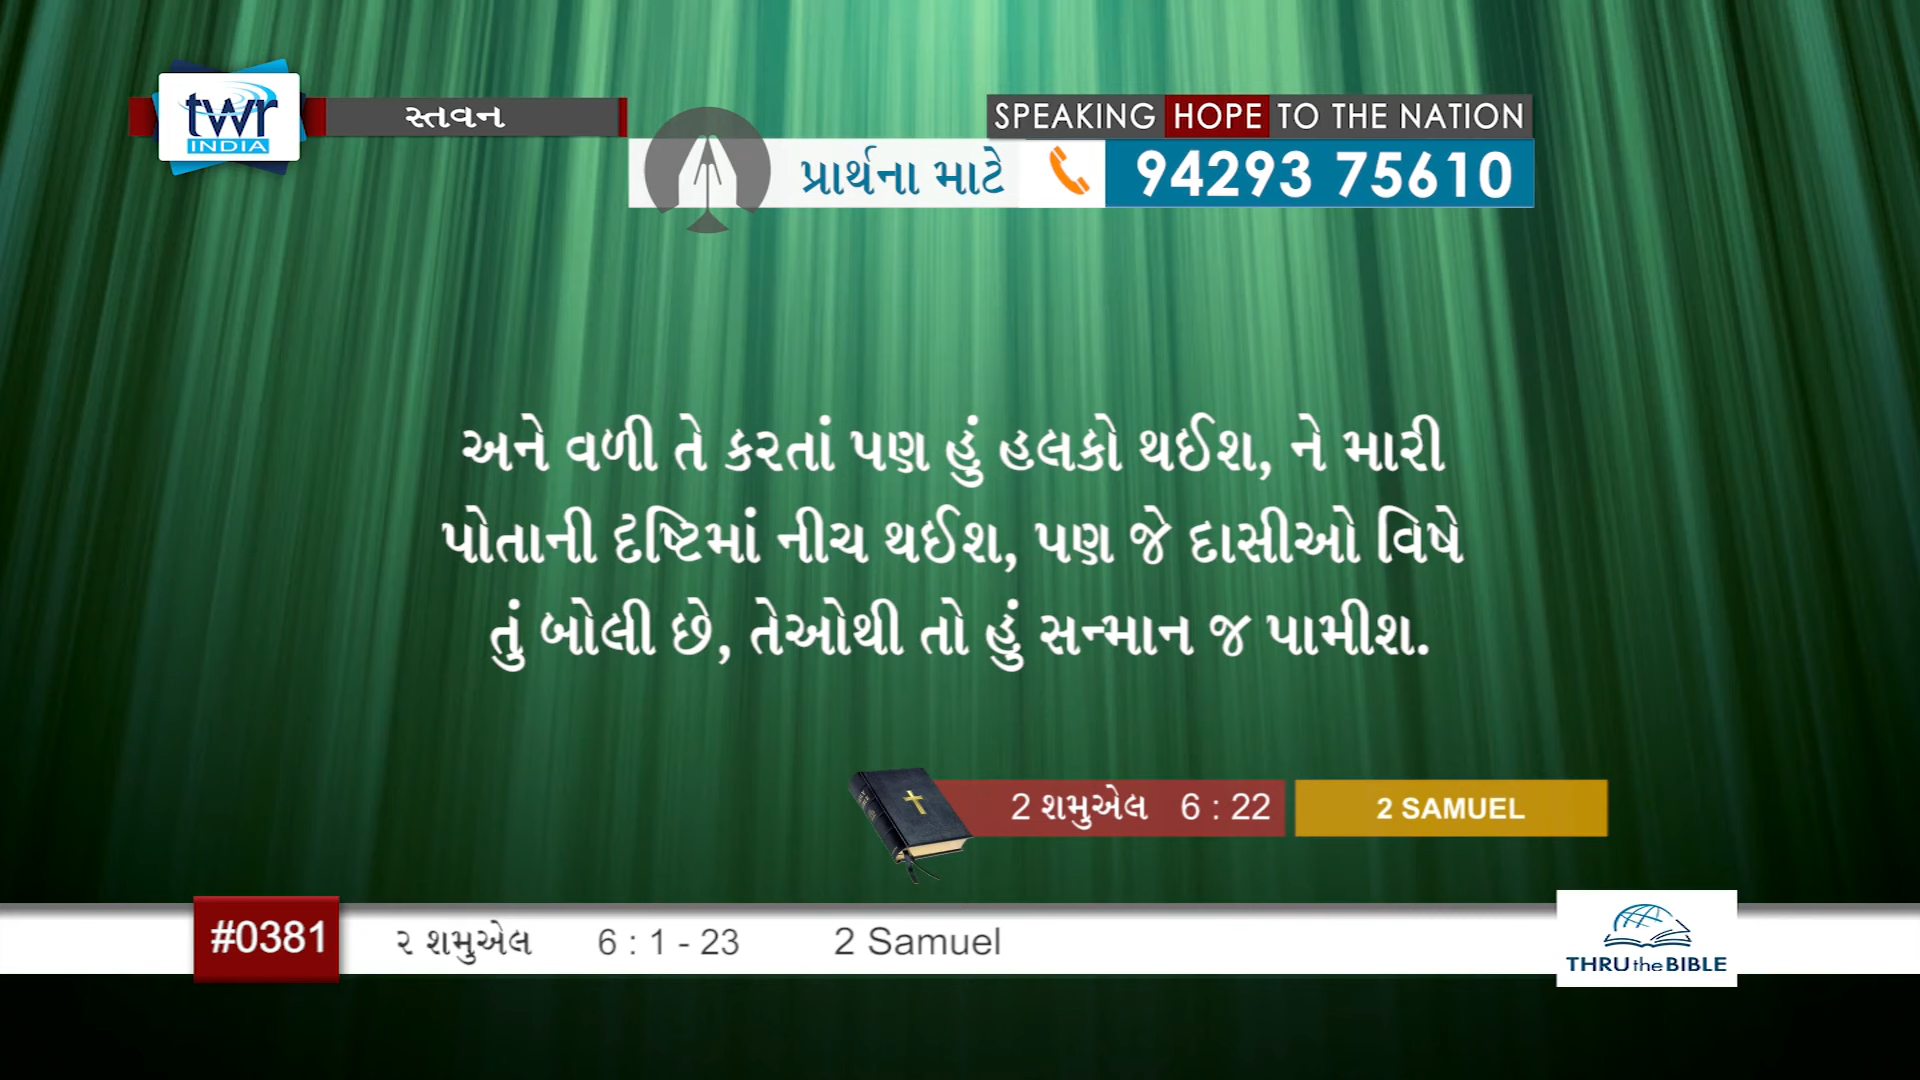 twr
INDIA
સ્તવન
SPEAKING HOPE TO THE NATION
પ્રાર્થના માટે 94293 75610
અને વળી તે કરતાં પણ હું હલકો થઈશ, ને મારી
પોતાની દૃષ્ટિમાં નીચ થઈશ, પણ જે દાસીઓ વિષે
તું બોલી છે, તેઓથી તો હું સન્માન જ પામીશ.
2 શમુએલ 6 : 22 2 SAMUEL
#0381 ૨ શમુએલ 6 : 1 - 23 2 Samuel
THRU the BIBLE